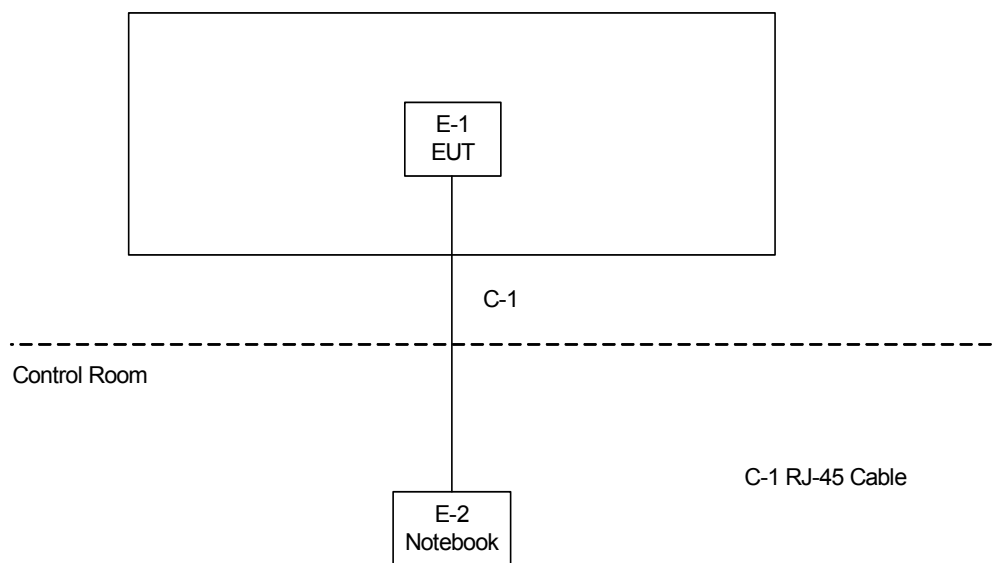 E-1
EUT
C-1
Control Room
C-1 RJ-45 Cable
E-2
Notebook